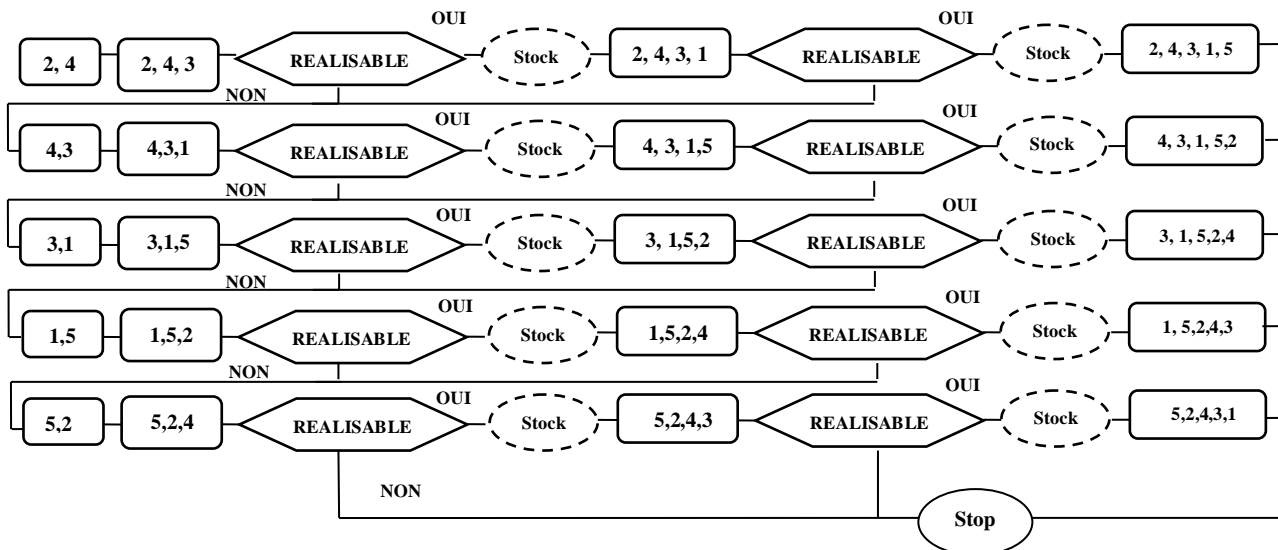 OUI OUI
2, 4 2, 4, 3 REALISABLE Stock 2, 4, 3, 1 REALISABLE Stock 2, 4, 3, 1, 5
NON OUI OUI
4,3 4,3,1 REALISABLE Stock 4, 3, 1,5 REALISABLE Stock 4, 3, 1, 5,2
NON OUI OUI
3,1 3,1,5 REALISABLE Stock 3, 1,5,2 REALISABLE Stock 3, 1, 5,2,4
NON OUI OUI
1,5 1,5,2 REALISABLE Stock 1,5,2,4 REALISABLE Stock 1, 5,2,4,3
NON OUI OUI
5,2 5,2,4 REALISABLE Stock 5,2,4,3 REALISABLE Stock 5,2,4,3,1
NON
Stop